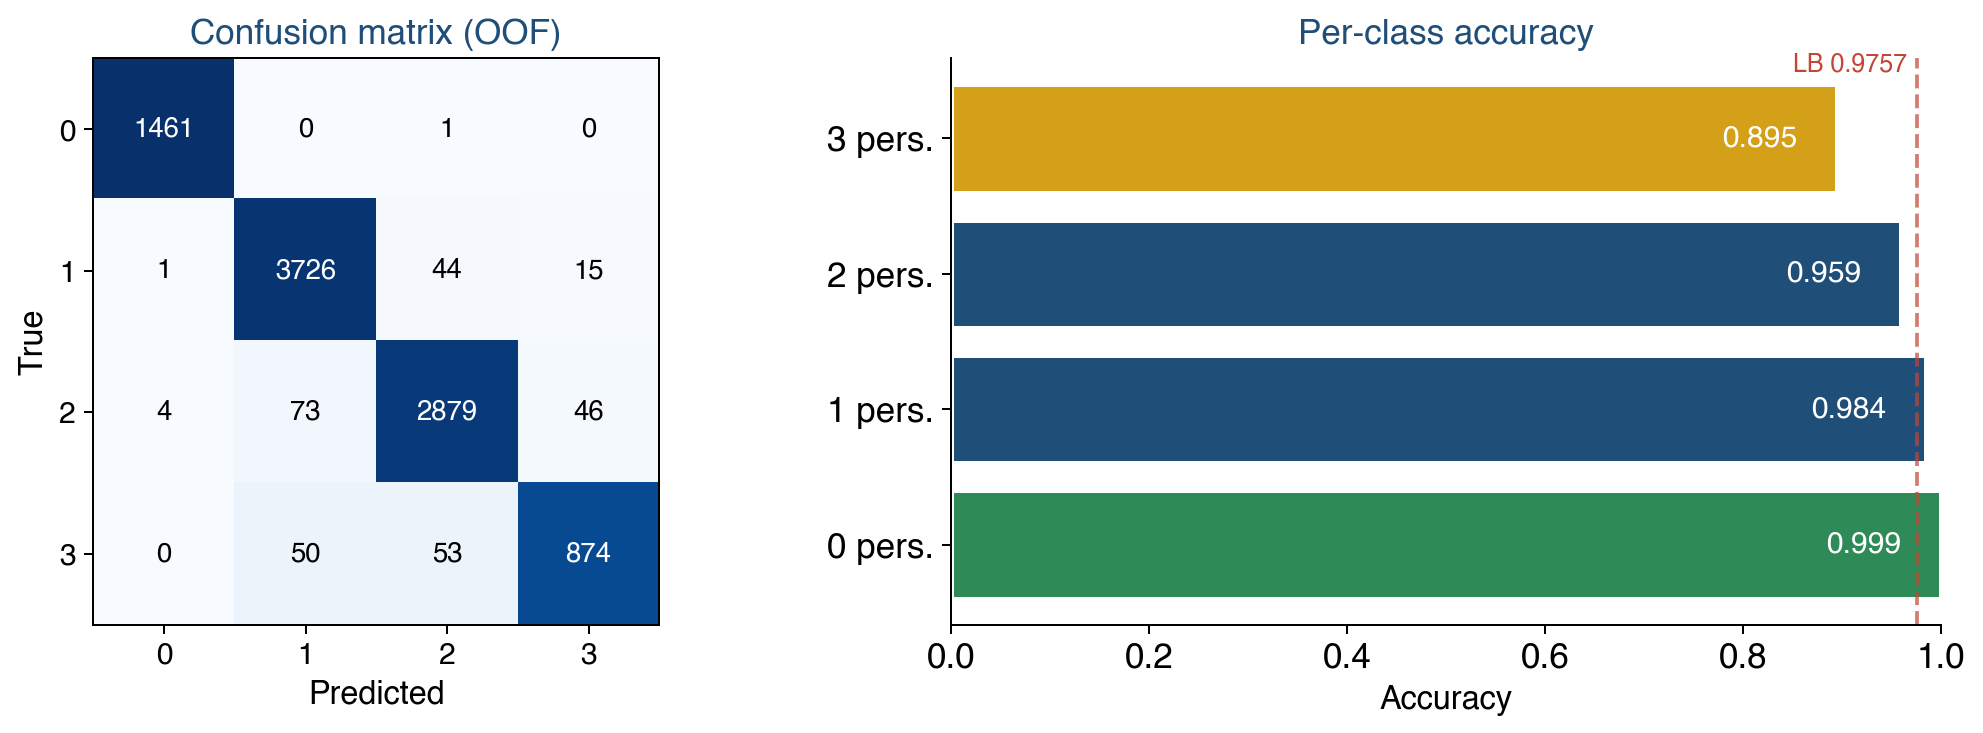 Confusion matrix (OOF)
True
0 1461 0 1 0
1 1 3726 44 15
2 4 73 2879 46
3 0 50 53 874
0 1 2 3
Predicted
Per-class accuracy
LB 0.9757
3 pers. 0.895
2 pers. 0.959
1 pers. 0.984
0 pers. 0.999
0.0 0.2 0.4 0.6 0.8 1.0
Accuracy